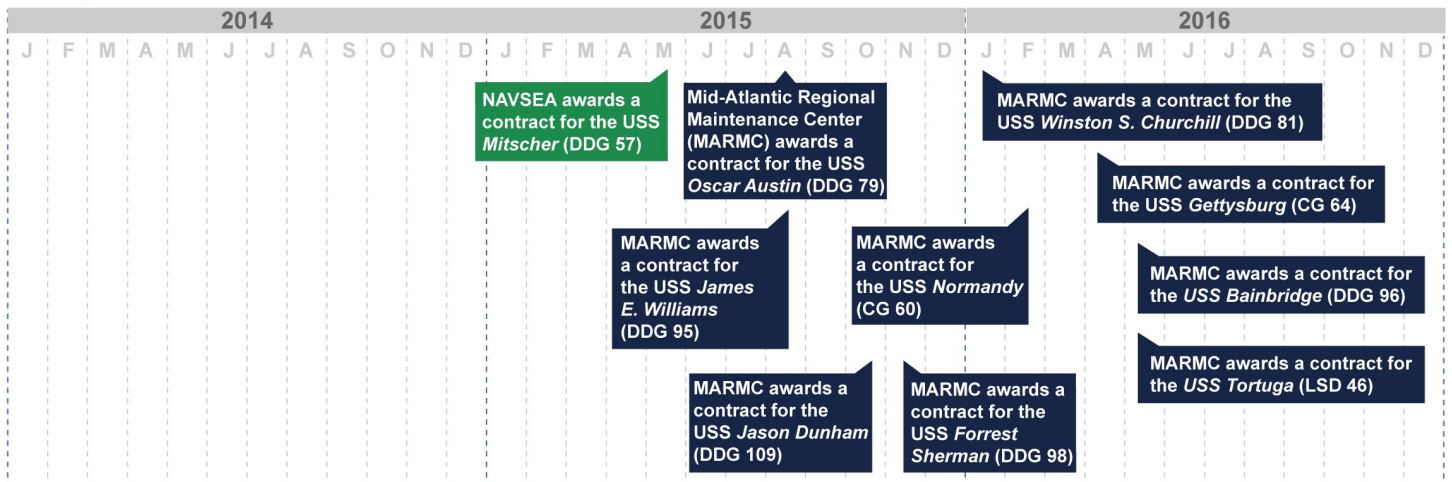 2014 2015 2016
J F M A M J J A S O N D J F M A M J J A S O N D J F M A M J J A S O N D
NAVSEA awards a
contract for the USS
Mitscher (DDG 57)
Mid-Atlantic Regional
Maintenance Center
(MARMC) awards a
contract for the USS
Oscar Austin (DDG 79)
MARMC awards a contract for the
USS Winston S. Churchill (DDG 81)
MARMC awards a contract for
the USS Gettysburg (CG 64)
MARMC awards
a contract for
the USS James
E. Williams
(DDG 95)
MARMC awards
a contract for
the USS Normandy
(CG 60)
MARMC awards a contract for
the USS Bainbridge (DDG 96)
MARMC awards a contract for
the USS Tortuga (LSD 46)
MARMC awards a
contract for the
USS Jason Dunham
(DDG 109)
MARMC awards a
contract for the
USS Forrest
Sherman (DDG 98)